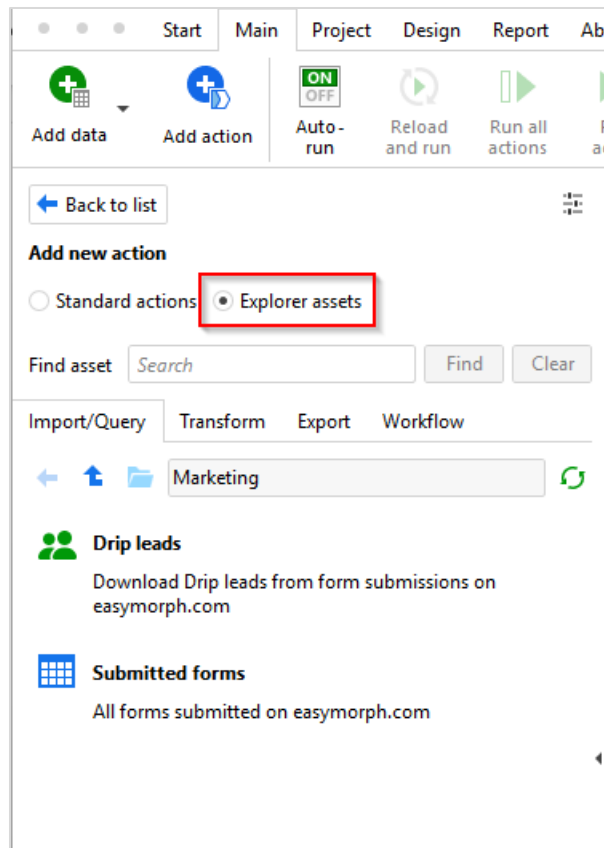 Start Main Project Design Report Ab
Add data
Add action
ON
OFF
Auto-
run
Reload
and run
Run all
actions
Back to list
Add new action
Standard actions Explorer assets
Find asset Search Find Clear
Import/Query Transform Export Workflow
Marketing
Drip leads
Download Drip leads from form submissions on
easymorph.com
Submitted forms
All forms submitted on easymorph.com